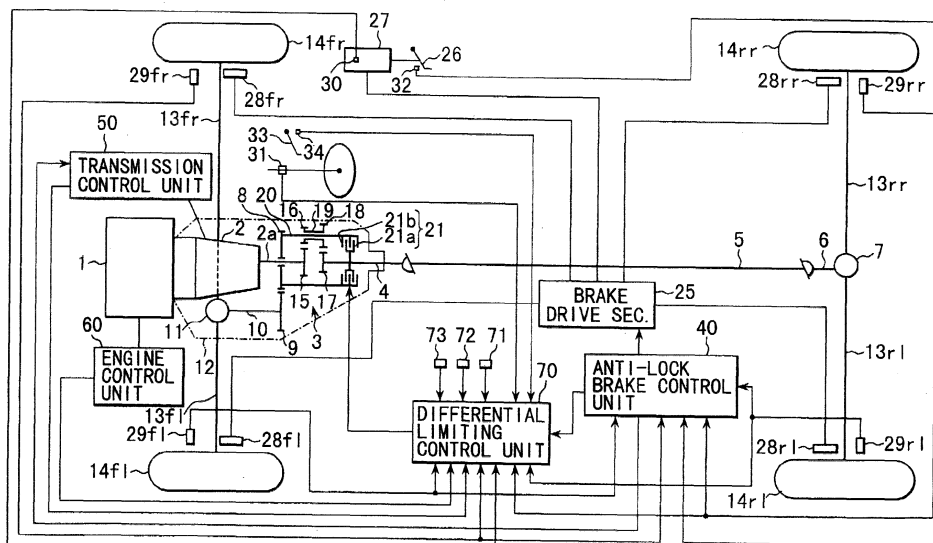 27
14fr
14rr
26
30
32
29fr
28fr
28rr
29rr
13fr
50
33
34
TRANSMISSION
CONTROL UNIT
31
13rr
16
19
18
8
20
21b
21a
21
2
2a
5
6
7
1
4
BRAKE
DRIVE SEC.
25
15
17
11
10
3
9
12
60
ENGINE
CONTROL
UNIT
73
72
71
40
ANTI-LOCK
BRAKE CONTROL
UNIT
13rl
70
DIFFERENTIAL
LIMITING
CONTROL UNIT
13fl
29fl
28fl
28rl
29rl
14fl
14rl